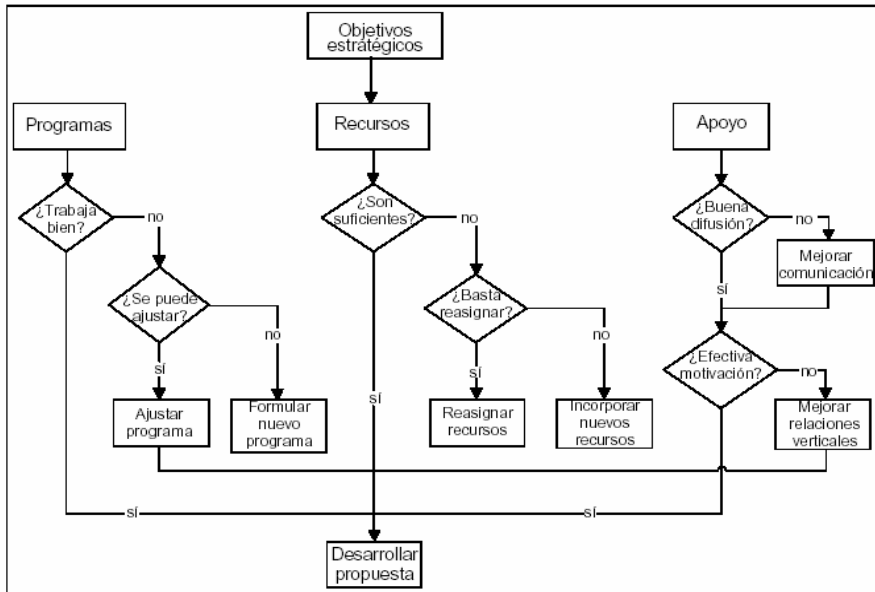 Objetivos
estratégicos
Programas
Recursos
Apoyo
¿Trabaja
bien?
no
¿Son
suficientes?
no
¿Buena
difusión?
no
Mejorar
comunicación
sí
¿Se puede
ajustar?
no
sí
¿Basta
reasignar?
no
sí
¿Efectiva
motivación?
no
sí
Ajustar
programa
Formular
nuevo
programa
Reasignar
recursos
Incorporar
nuevos
recursos
Mejorar
relaciones
verticales
sí
sí
Desarrollar
propuesta